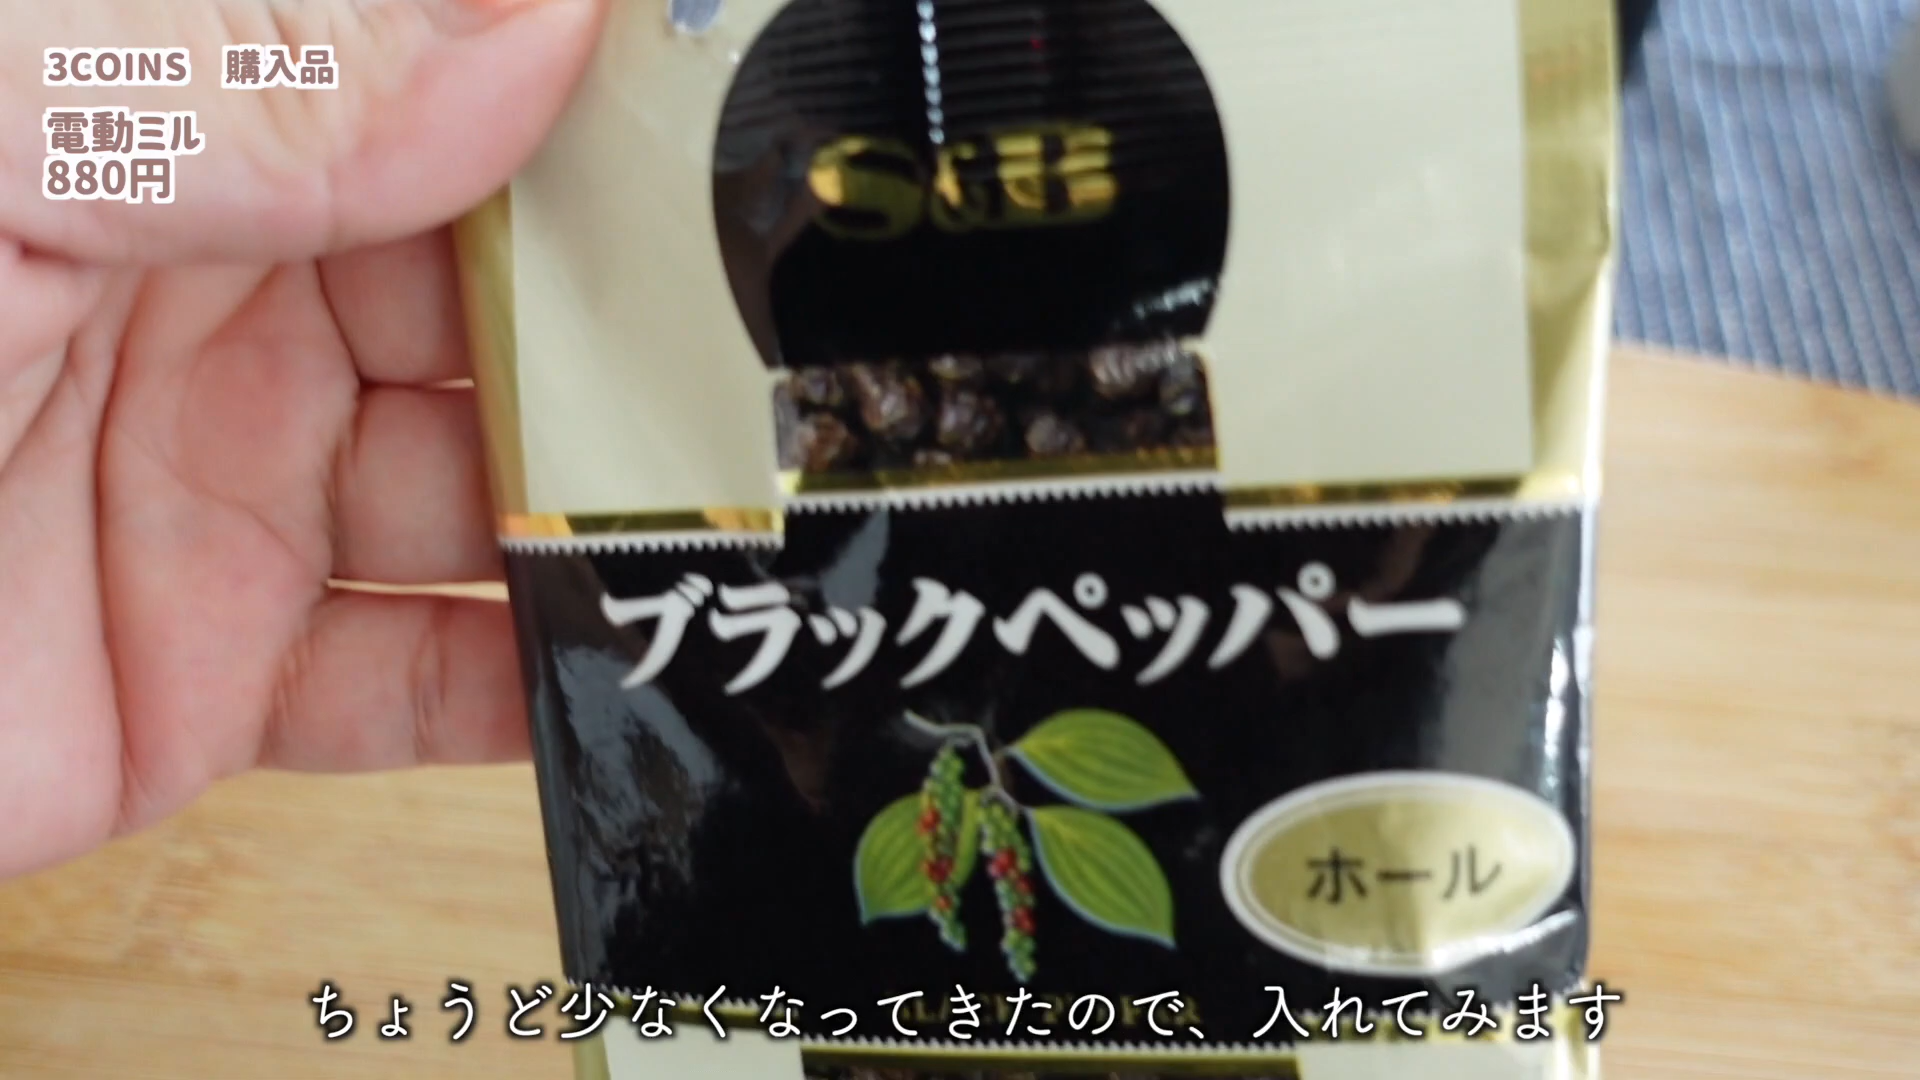 3COINS　購入品
電動ミル
880円
S&B
ブラックペッパー
ホール
ちょうど少なくなってきたので、入れてみます